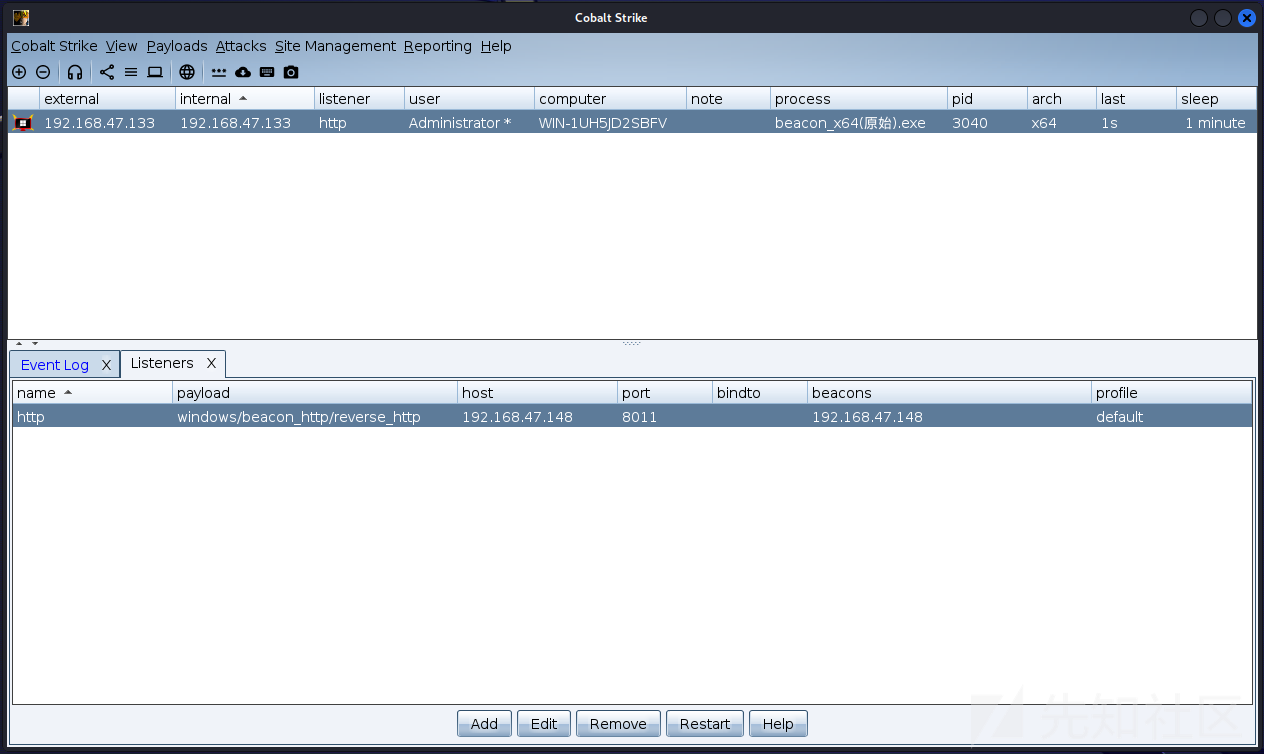 Cobalt Strike
Cobalt Strike View Payloads Attacks Site Management Reporting Help
external internal listener user computer note process pid arch last sleep
192.168.47.133 192.168.47.133 http Administrator * WIN-1UH5JD2SBFV beacon_x64(原始).exe 3040 x64 1s 1 minute
Event Log X Listeners X
name payload host port bindto beacons profile
http windows/beacon_http/reverse_http 192.168.47.148 8011 192.168.47.148 default
Add Edit Remove Restart Help
先知社区